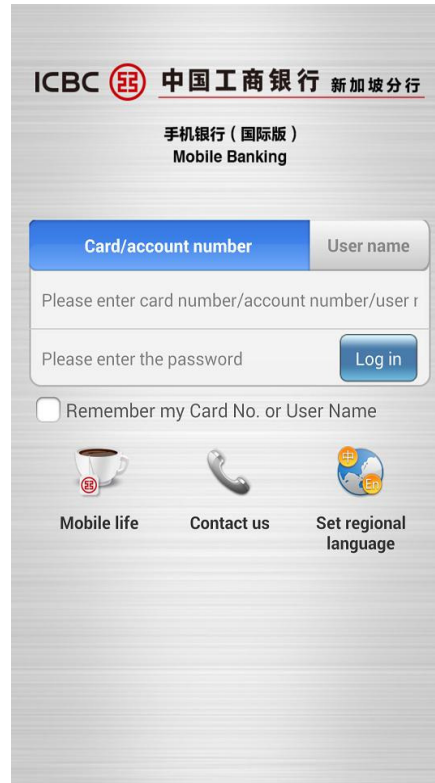 ICBC 中国工商银行 新加坡分行
手机银行（国际版）
Mobile Banking
Card/account number User name
Please enter card number/account number/user
Please enter the password Log in
Remember my Card No. or User Name
中
En
Mobile life Contact us Set regional
language